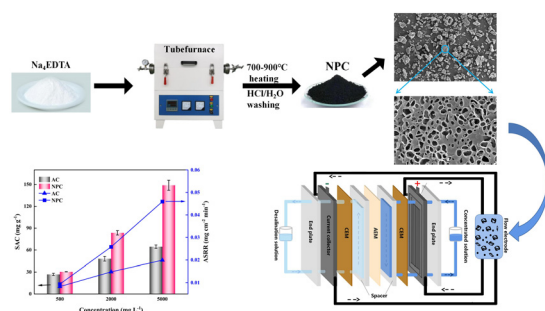 Na₄EDTA
Tubefurnace
700-900°C
heating
HCl/H₂O
washing
NPC
AC
NPC
AC
NPC
SAC (mg g⁻¹)
150
120
90
60
30
0
500
2000
5000
Concentration (mg L⁻¹)
0.06
0.05
0.04
0.03
0.02
0.01
ASRR (mg cm⁻² min⁻¹)
Desalination solution
End plate
Current collector
CEM
AEM
CEM
End plate
Spacer
Concentrated solution
Flow electrode